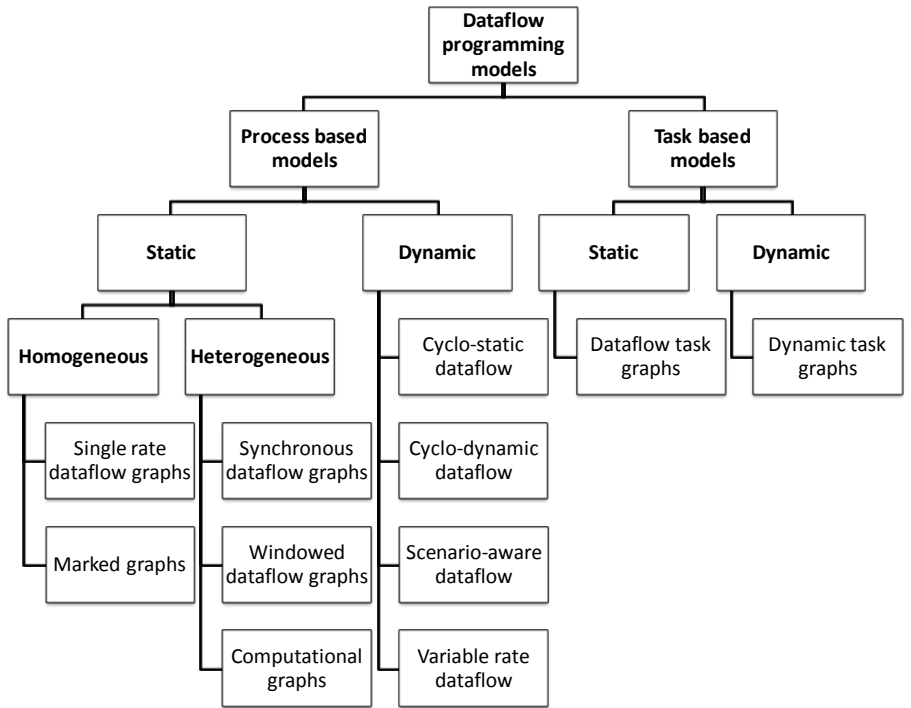 Dataflow
programming
models
Process based
models
Task based
models
Static
Dynamic
Static
Dynamic
Homogeneous
Heterogeneous
Cyclo-static
dataflow
Dataflow task
graphs
Dynamic task
graphs
Single rate
dataflow graphs
Synchronous
dataflow graphs
Cyclo-dynamic
dataflow
Marked graphs
Windowed
dataflow graphs
Scenario-aware
dataflow
Computational
graphs
Variable rate
dataflow